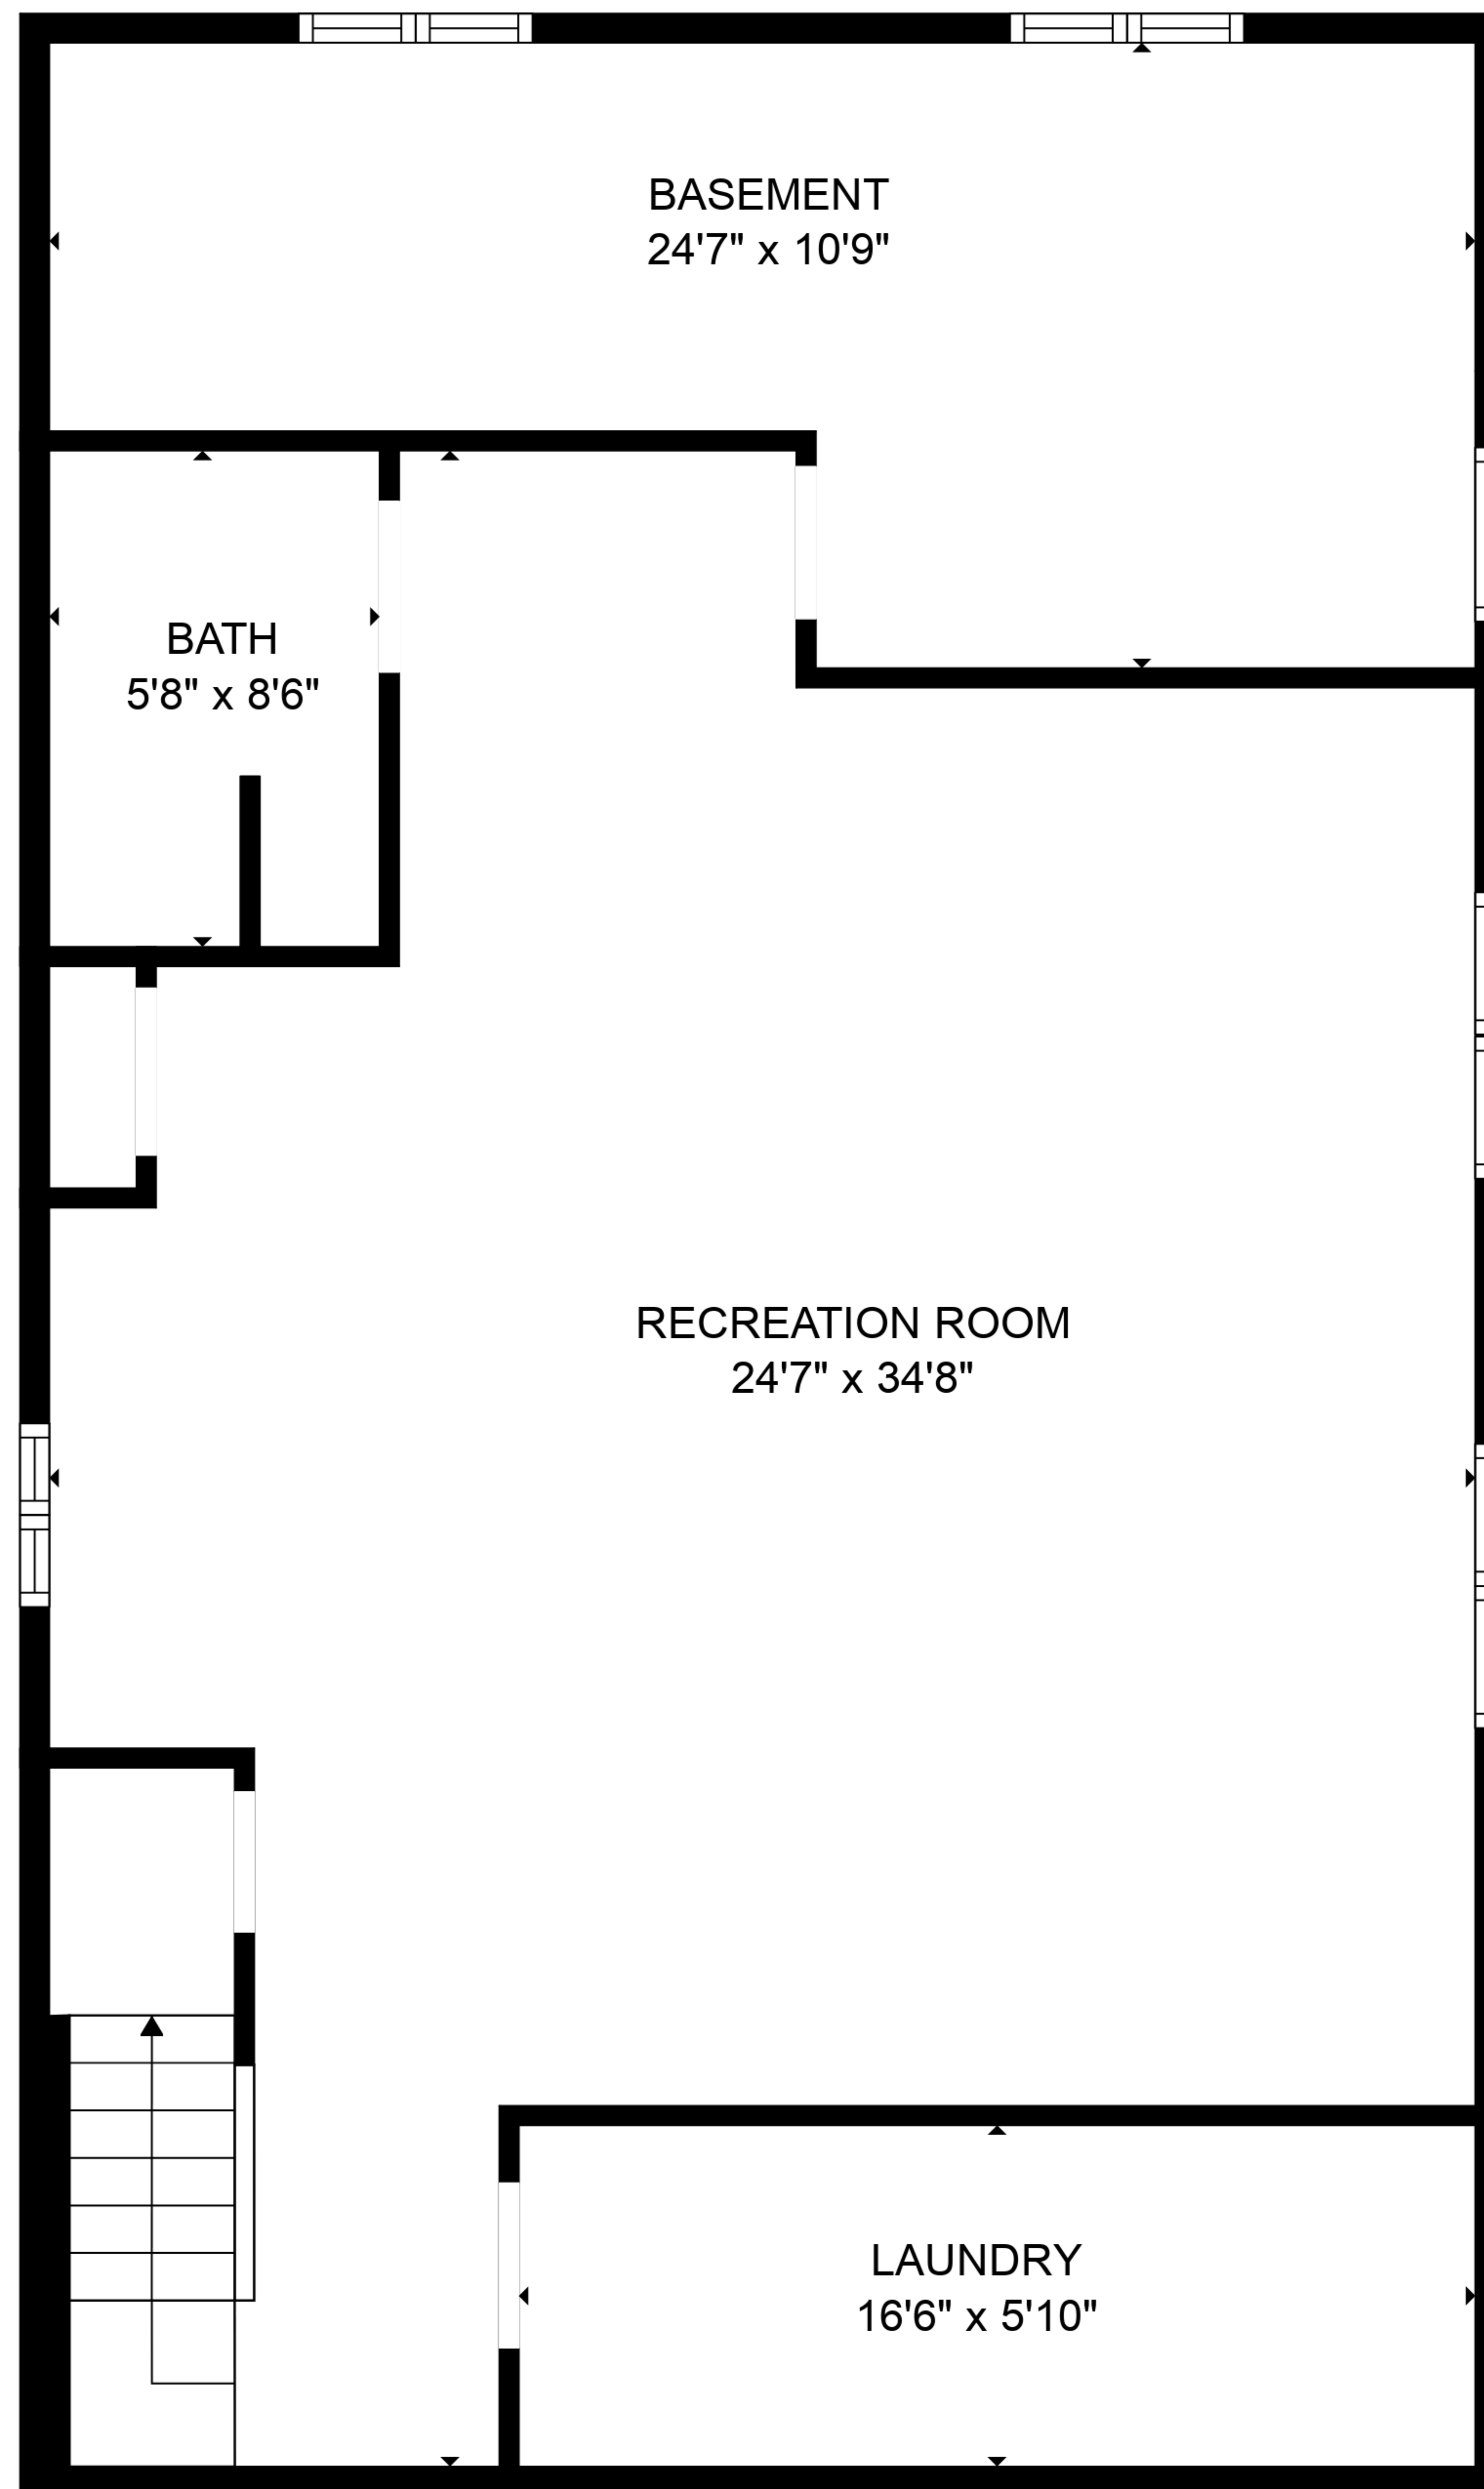 BASEMENT
24'7" x 10'9"
BATH
5'8" x 8'6"
RECREATION ROOM
24'7" x 34'8"
LAUNDRY
16'6" x 5'10"